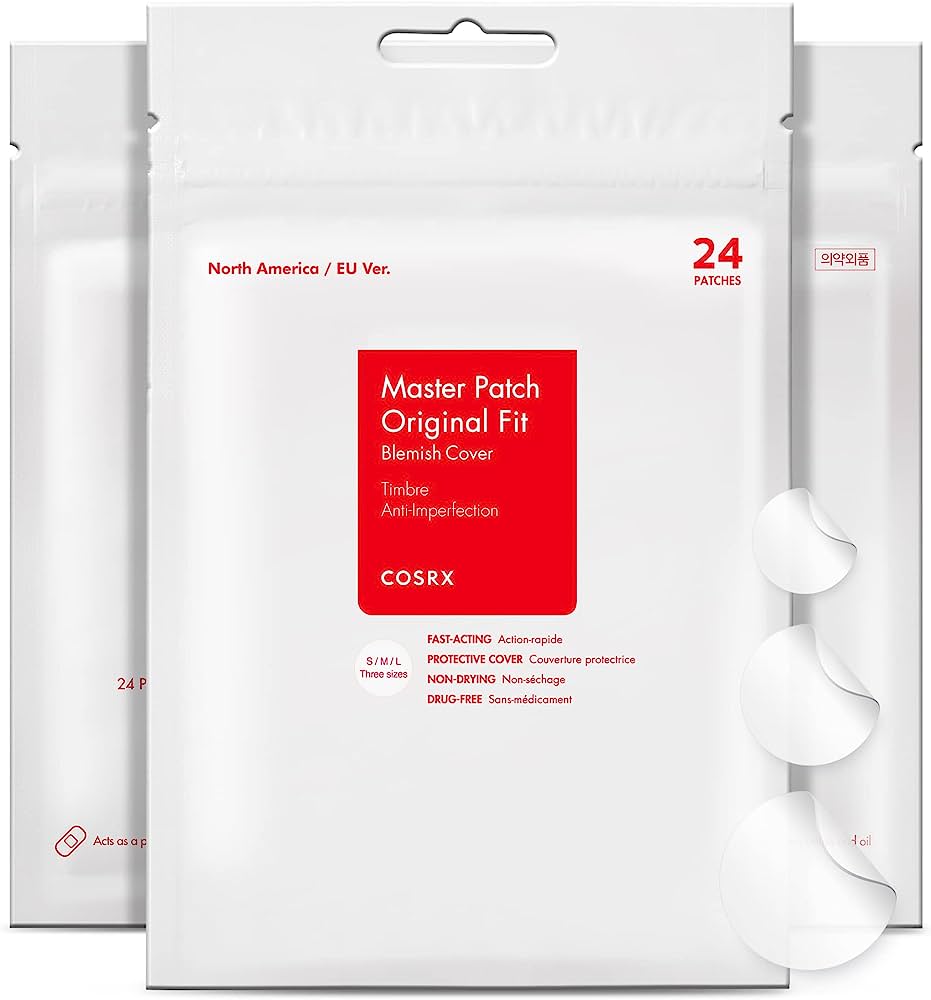 North America / EU Ver.
24
PATCHES
의약외품
Master Patch
Original Fit
Blemish Cover
Timbre
Anti-Imperfection
COSRX
S / M / L
Three sizes
FAST-ACTING Action-rapide
PROTECTIVE COVER Couverture protectrice
NON-DRYING Non-séchage
DRUG-FREE Sans-médicament
24 P
Acts as a p
d oil